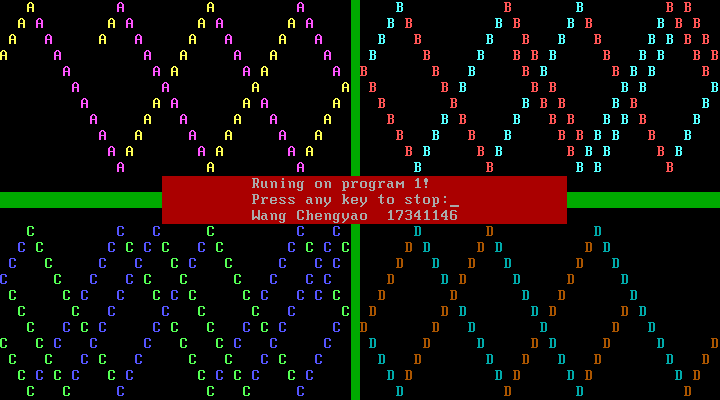 Runing on program 1!
Press any key to stop:_
Wang Chengyao 17341146